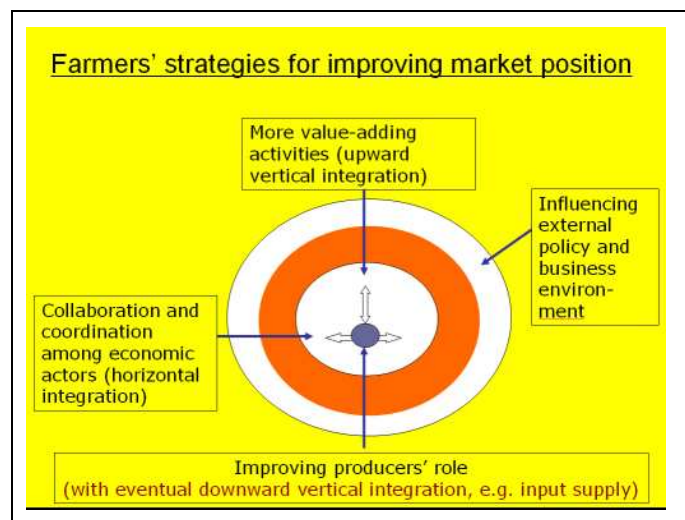 Farmers' strategies for improving market position
More value-adding
activities (upward
vertical integration)
Influencing
external
policy and
business
environ-
ment
Collaboration and
coordination
among economic
actors (horizontal
integration)
Improving producers' role
(with eventual downward vertical integration, e.g. input supply)